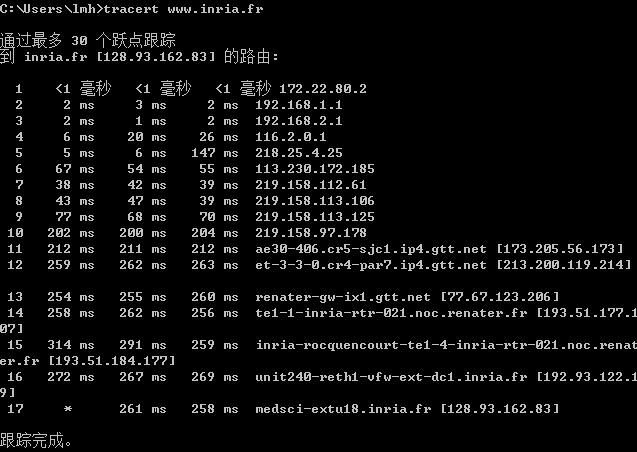 C:\Users\lmh>tracert www.inria.fr
通过最多 30 个跃点跟踪
到 inria.fr [128.93.162.83] 的路由:
1 <1 毫秒 <1 毫秒 <1 毫秒 172.22.80.2
2 2 ms 3 ms 2 ms 192.168.1.1
3 2 ms 1 ms 2 ms 192.168.2.1
4 6 ms 20 ms 26 ms 116.2.0.1
5 5 ms 6 ms 147 ms 218.25.4.25
6 67 ms 54 ms 55 ms 113.230.172.185
7 38 ms 42 ms 39 ms 219.158.112.61
8 43 ms 47 ms 39 ms 219.158.113.106
9 77 ms 68 ms 70 ms 219.158.113.125
10 202 ms 200 ms 204 ms 219.158.97.178
11 212 ms 211 ms 212 ms ae30-406.cr5-sjc1.ip4.gtt.net [173.205.56.173]
12 259 ms 262 ms 263 ms et-3-3-0.cr4-par7.ip4.gtt.net [213.200.119.214]
13 254 ms 255 ms 260 ms renater-gw-ix1.gtt.net [77.67.123.206]
14 258 ms 262 ms 256 ms te1-1-inria-rtr-021.noc.renater.fr [193.51.177.1
07]
15 314 ms 291 ms 259 ms inria-rocquencourt-te1-4-inria-rtr-021.noc.renat
er.fr [193.51.184.177]
16 272 ms 267 ms 269 ms unit240-reth1-vfw-ext-dc1.inria.fr [192.93.122.1
9]
17 * 261 ms 258 ms medsci-extu18.inria.fr [128.93.162.83]
跟踪完成。